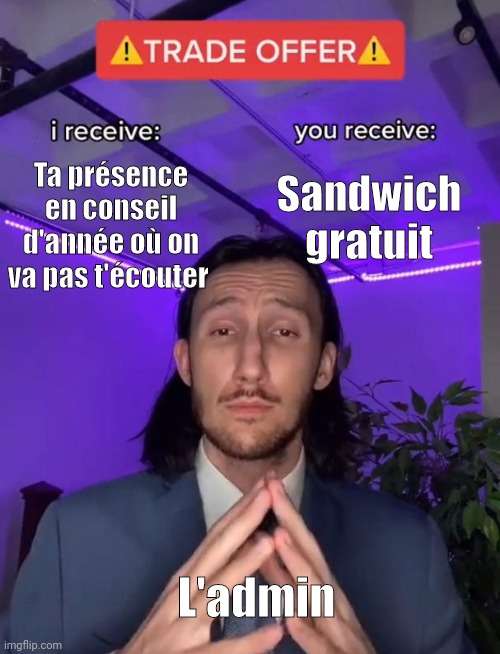 ⚠️TRADE OFFER⚠️
i receive:
you receive:
Ta présence
en conseil
d'année où on
va pas t'écouter
Sandwich
gratuit
L'admin
imgflip.com